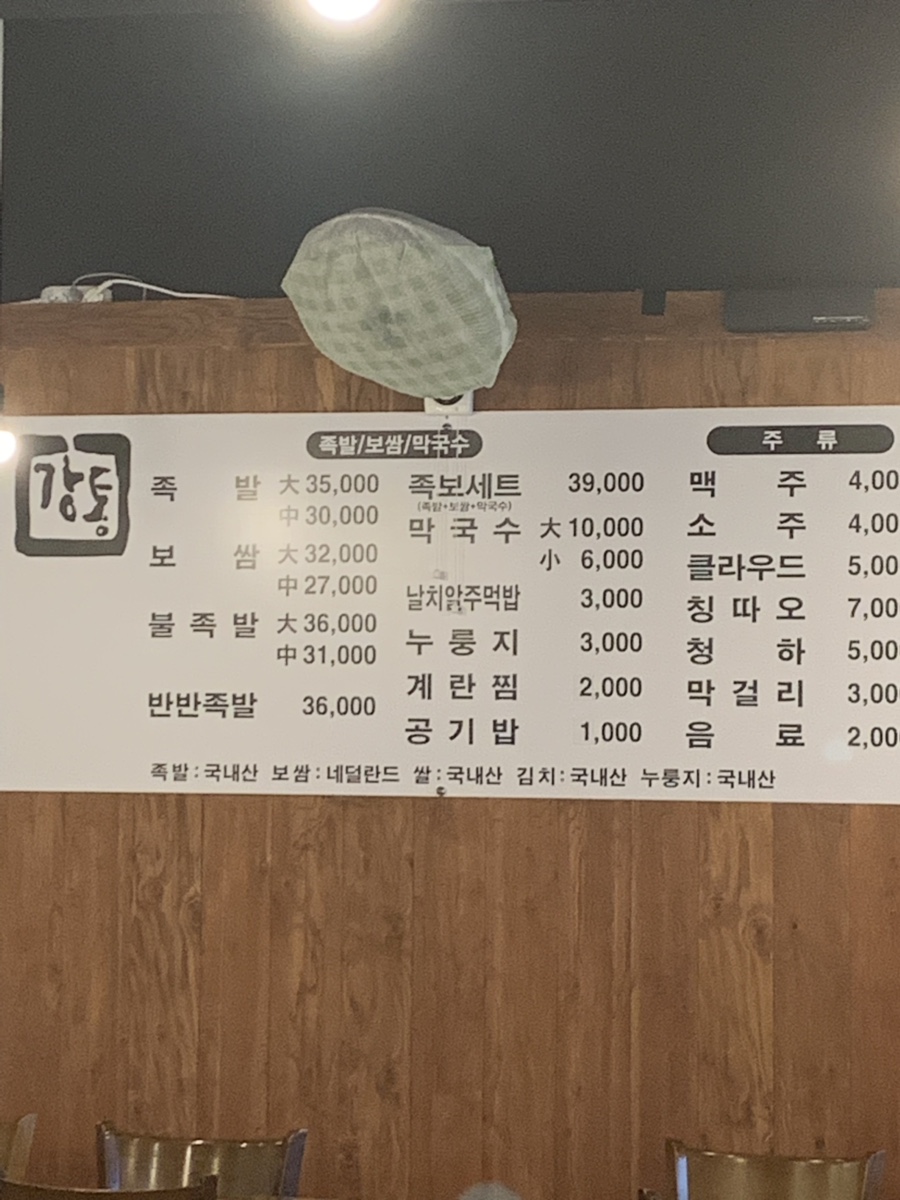 강동
족발/보쌈/막국수
족 발 大 35,000
中 30,000
보 쌈 大 32,000
中 27,000
불 족 발 大 36,000
中 31,000
반반족발 36,000
족보세트 39,000
(족발+보쌈+막국수)
막 국 수 大 10,000
小 6,000
날치알주먹밥 3,000
누 룽 지 3,000
계 란 찜 2,000
공 기 밥 1,000
주 류
맥 주 4,00
소 주 4,00
클라우드 5,00
칭 따 오 7,00
청 하 5,00
막 걸 리 3,00
음 료 2,00
족발 : 국내산 보쌈 : 네덜란드 쌀 : 국내산 김치 : 국내산 누룽지 : 국내산